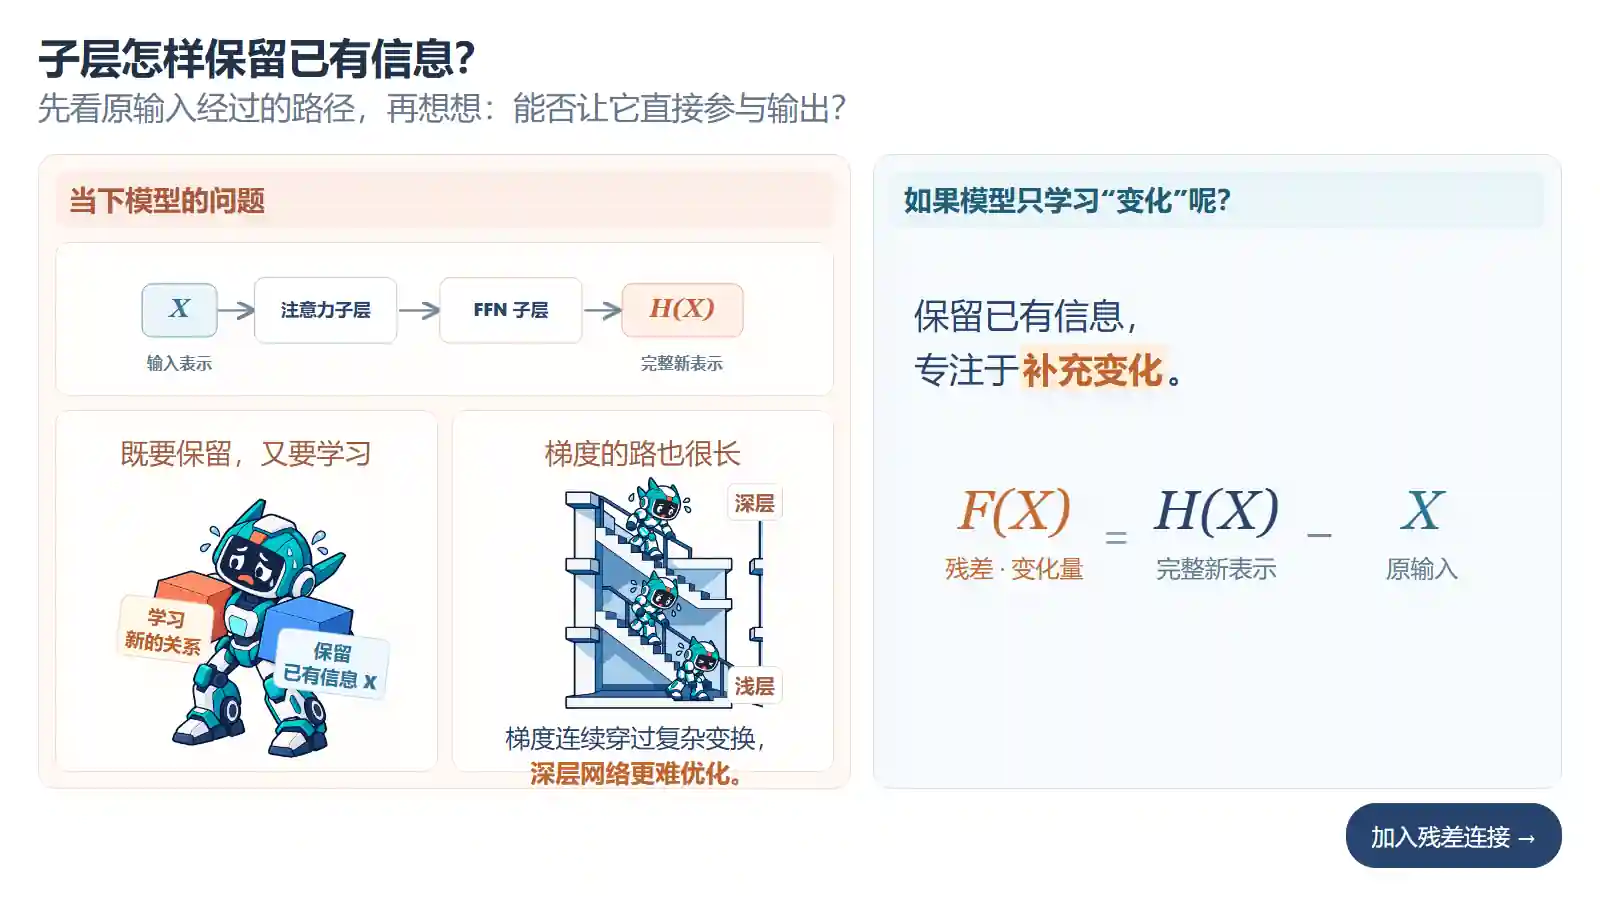 子层怎样保留已有信息？
先看原输入经过的路径，再想想：能否让它直接参与输出？
当下模型的问题
X
注意力子层
FFN 子层
H(X)
输入表示
完整新表示
既要保留，又要学习
学习
新的关系
保留
已有信息 X
梯度的路也很长
深层
浅层
梯度连续穿过复杂变换，
深层网络更难优化。
如果模型只学习“变化”呢？
保留已有信息，
专注于补充变化。
F(X) = H(X) − X
残差 · 变化量
完整新表示
原输入
加入残差连接 →